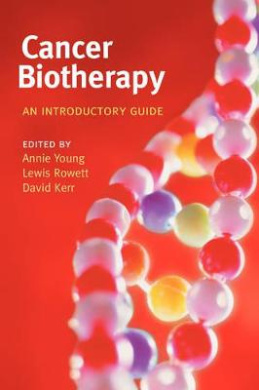 Cancer
Biotherapy
AN INTRODUCTORY GUIDE
EDITED BY
Annie Young
Lewis Rowett
David Kerr